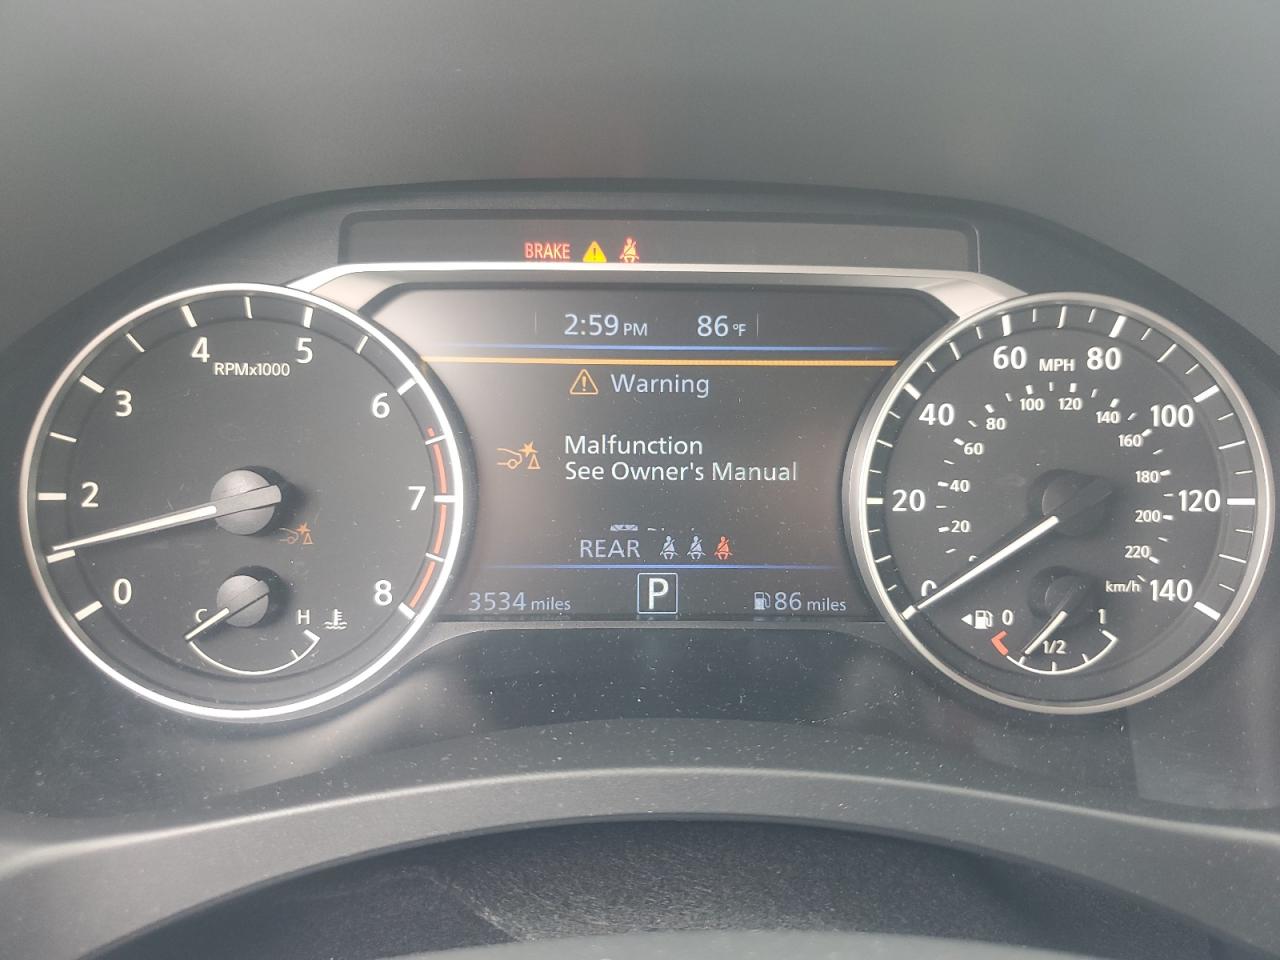 BRAKE
2:59 PM 86 °F
Warning
Malfunction
See Owner's Manual
REAR
3534 miles P 86 miles
0 2 3 4 5 6 7 8
RPMx1000
C H
0 20 40 60 80 100 120 140
MPH
20 40 60 80 100 120 140 160 180 200 220
km/h
0 1/2 1